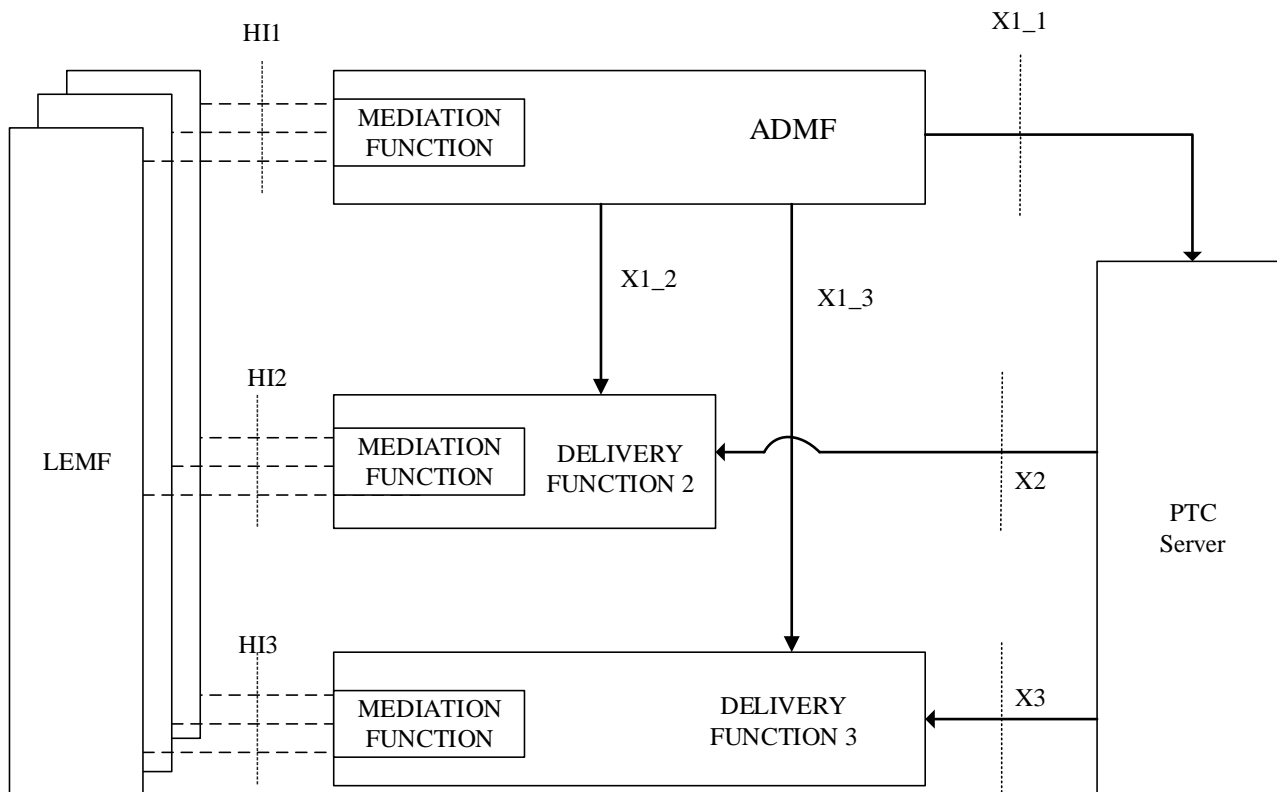 HI1
X1_1
MEDIATION
FUNCTION
ADMF
X1_2
X1_3
HI2
LEMF
MEDIATION
FUNCTION
DELIVERY
FUNCTION 2
X2
PTC
Server
HI3
MEDIATION
FUNCTION
DELIVERY
FUNCTION 3
X3